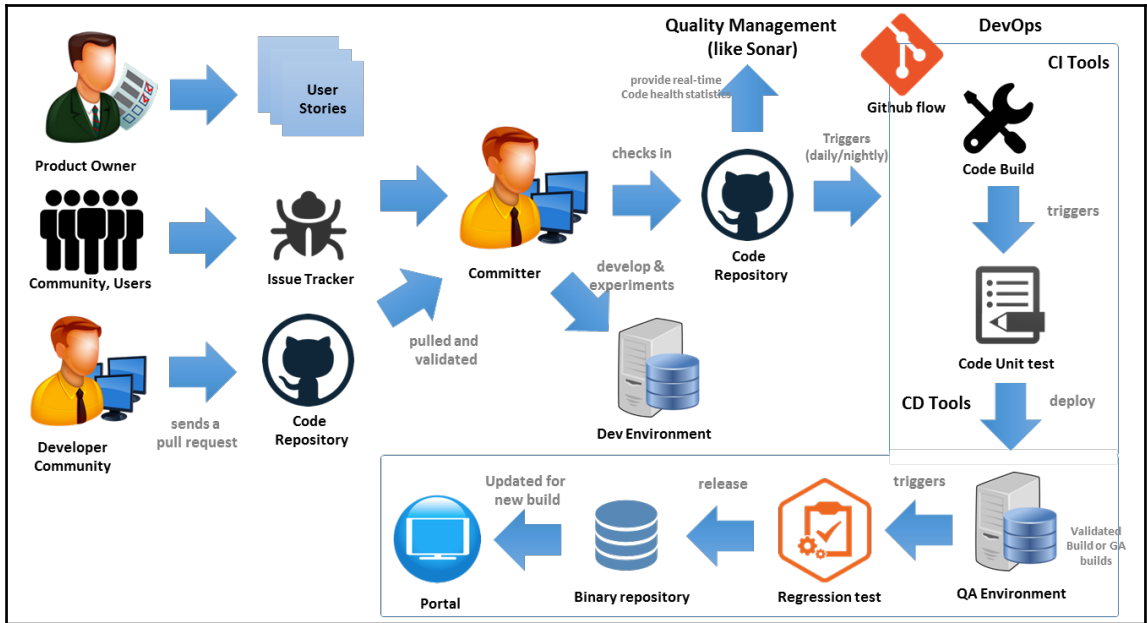 Quality Management
(like Sonar)
DevOps
CI Tools
provide real-time
Code health statistics
Github flow
User
Stories
Product Owner
Code Build
checks in
Triggers
(daily/nightly)
triggers
Community, Users
Issue Tracker
Committer
Code
Repository
develop &
experiments
pulled and
validated
Code Unit test
sends a
pull request
Code
Repository
Developer
Community
Dev Environment
CD Tools
deploy
Updated for
new build
release
triggers
Validated
Build or GA
builds
Portal
Binary repository
Regression test
QA Environment